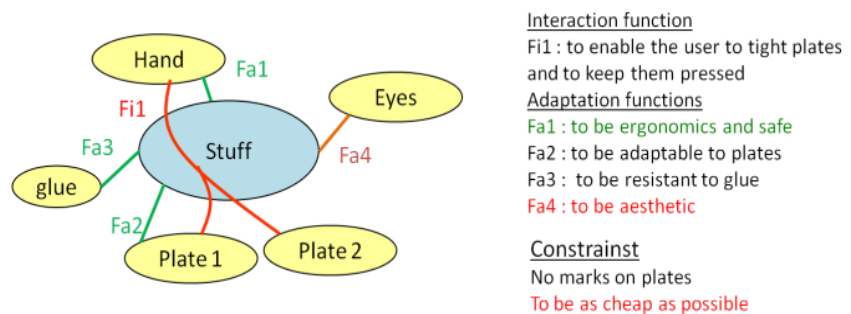 Hand
Fa1
Eyes
Fi1
Stuff
Fa4
Fa3
glue
Fa2
Plate 1
Plate 2
Interaction function
Fi1 : to enable the user to tight plates
and to keep them pressed
Adaptation functions
Fa1 : to be ergonomics and safe
Fa2 : to be adaptable to plates
Fa3 : to be resistant to glue
Fa4 : to be aesthetic
Constrainst
No marks on plates
To be as cheap as possible